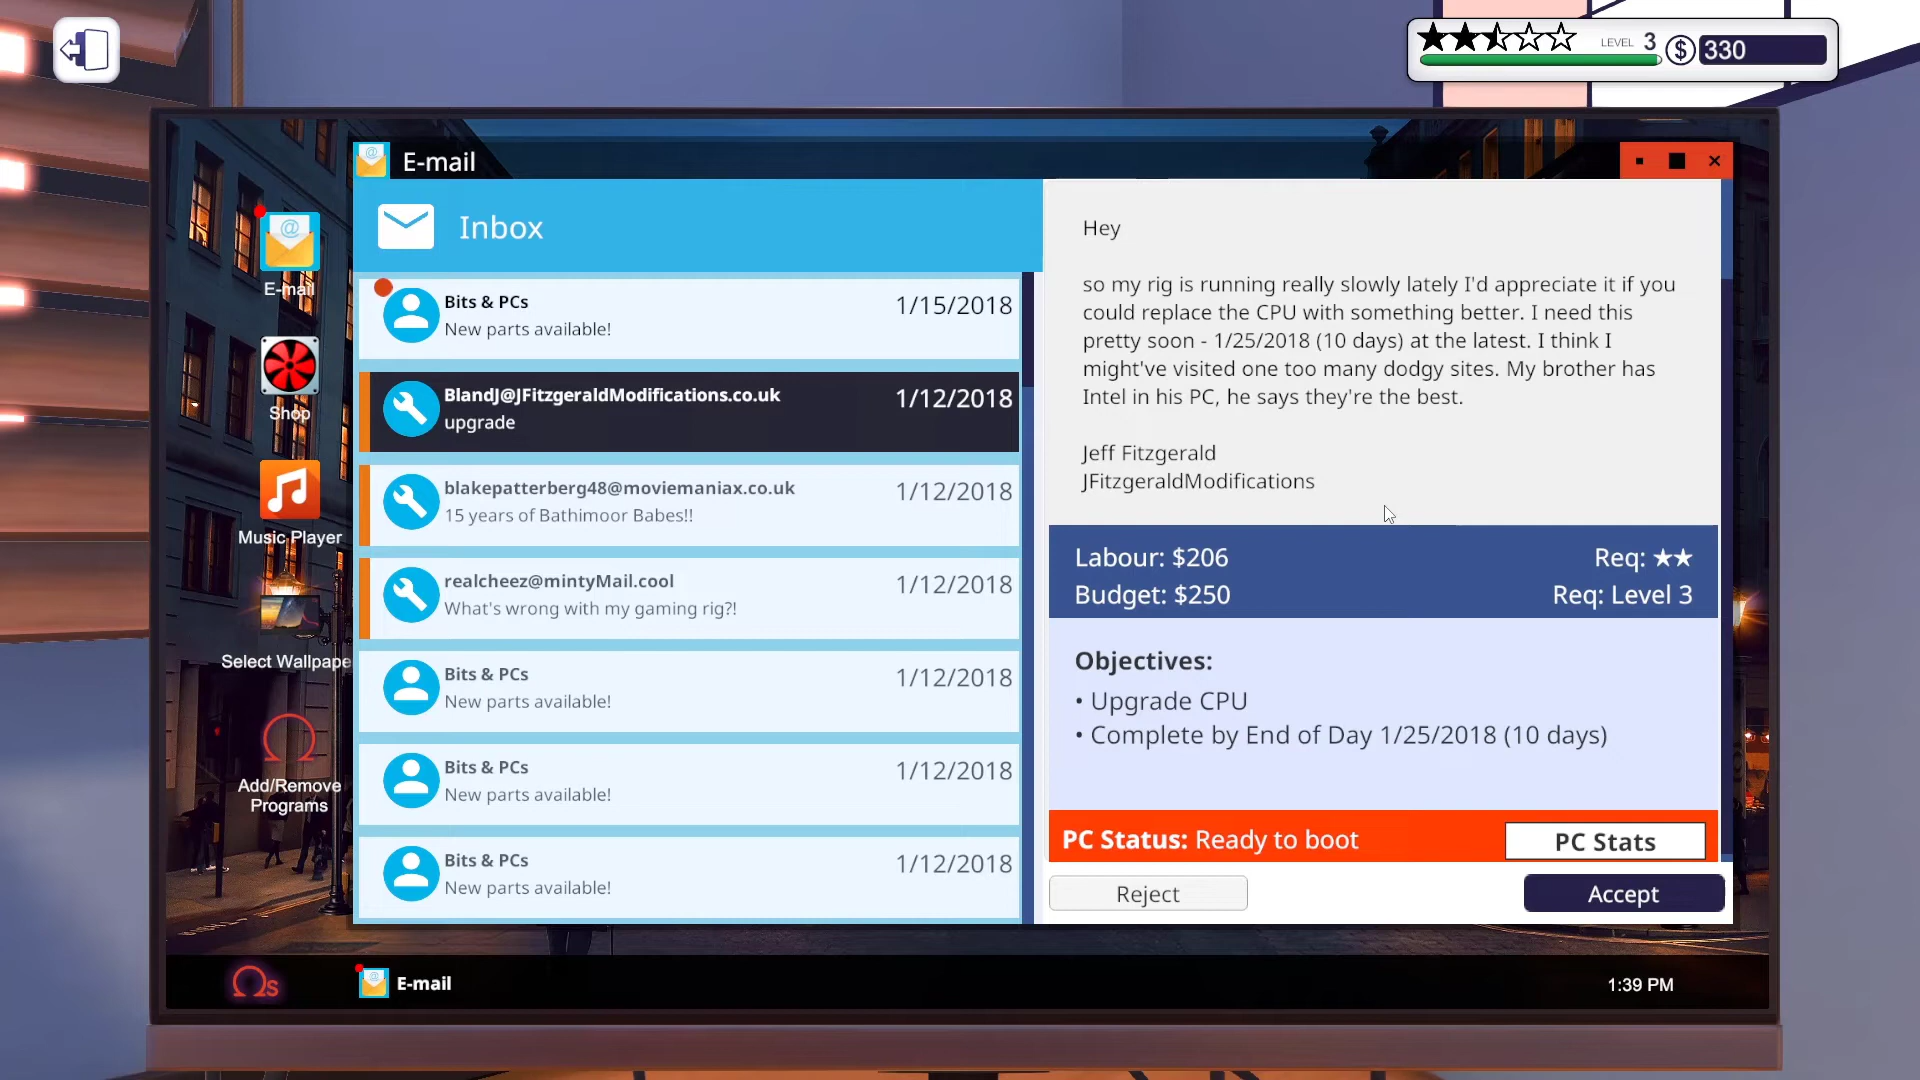 LEVEL 3
330
E-mail
E-mail
Shop
Music Player
Select Wallpape
Add/Remove
Programs
Inbox
Bits & PCs
1/15/2018
New parts available!
BlandJ@JFitzgeraldModifications.co.uk
1/12/2018
upgrade
blakepatterberg48@moviemaniax.co.uk
1/12/2018
15 years of Bathimoor Babes!!
realcheez@mintyMail.cool
1/12/2018
What's wrong with my gaming rig?!
Bits & PCs
1/12/2018
New parts available!
Bits & PCs
1/12/2018
New parts available!
Bits & PCs
1/12/2018
New parts available!
Hey
so my rig is running really slowly lately I'd appreciate it if you
could replace the CPU with something better. I need this
pretty soon - 1/25/2018 (10 days) at the latest. I think I
might've visited one too many dodgy sites. My brother has
Intel in his PC, he says they're the best.
Jeff Fitzgerald
JFitzgeraldModifications
Labour: $206
Req: ★★
Budget: $250
Req: Level 3
Objectives:
• Upgrade CPU
• Complete by End of Day 1/25/2018 (10 days)
PC Status: Ready to boot
PC Stats
Reject
Accept
Ωs
E-mail
1:39 PM